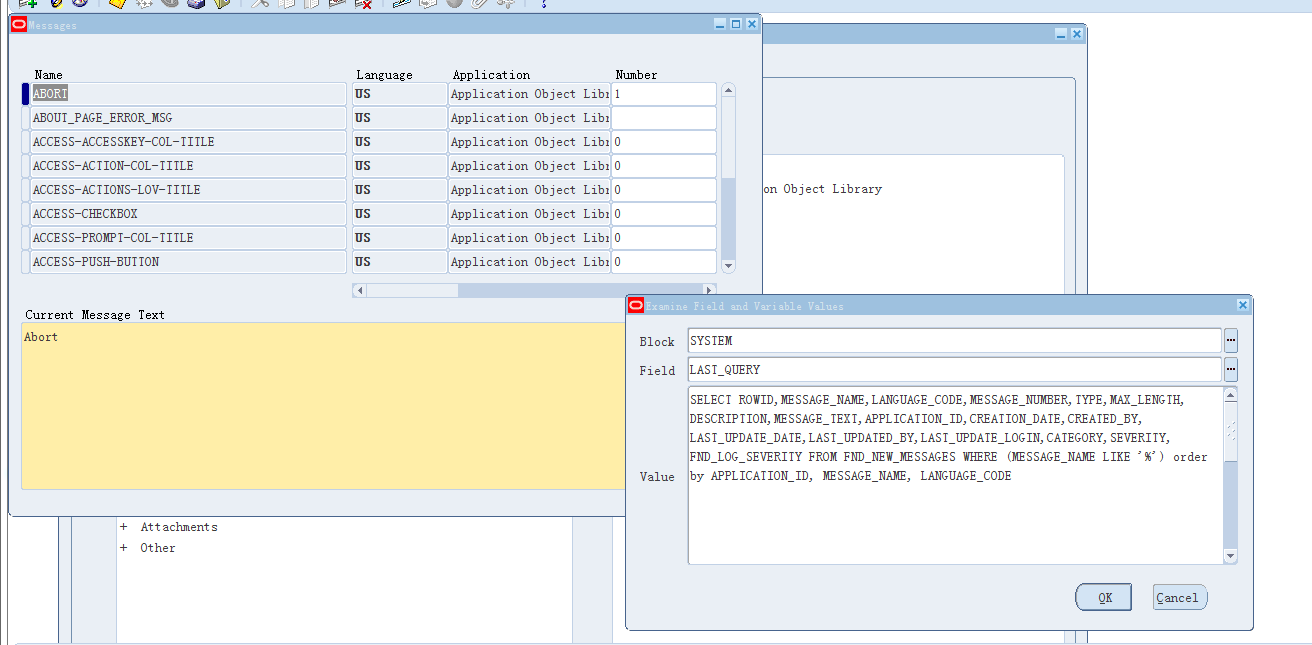 Messages
Name Language Application Number
ABORT US Application Object Libr 1
ABOUT_PAGE_ERROR_MSG US Application Object Libr
ACCESS-ACCESSKEY-COL-TITLE US Application Object Libr 0
ACCESS-ACTION-COL-TITLE US Application Object Libr 0
ACCESS-ACTIONS-LOV-TITLE US Application Object Libr 0
ACCESS-CHECKBOX US Application Object Libr 0
ACCESS-PROMPT-COL-TITLE US Application Object Libr 0
ACCESS-PUSH-BUTTON US Application Object Libr 0
Current Message Text
Abort
on Object Library
+ Attachments
+ Other
Examine Field and Variable Values
Block SYSTEM
Field LAST_QUERY
Value
SELECT ROWID,MESSAGE_NAME,LANGUAGE_CODE,MESSAGE_NUMBER,TYPE,MAX_LENGTH,
DESCRIPTION,MESSAGE_TEXT,APPLICATION_ID,CREATION_DATE,CREATED_BY,
LAST_UPDATE_DATE,LAST_UPDATED_BY,LAST_UPDATE_LOGIN,CATEGORY,SEVERITY,
FND_LOG_SEVERITY FROM FND_NEW_MESSAGES WHERE (MESSAGE_NAME LIKE '%') order
by APPLICATION_ID, MESSAGE_NAME, LANGUAGE_CODE
OK Cancel